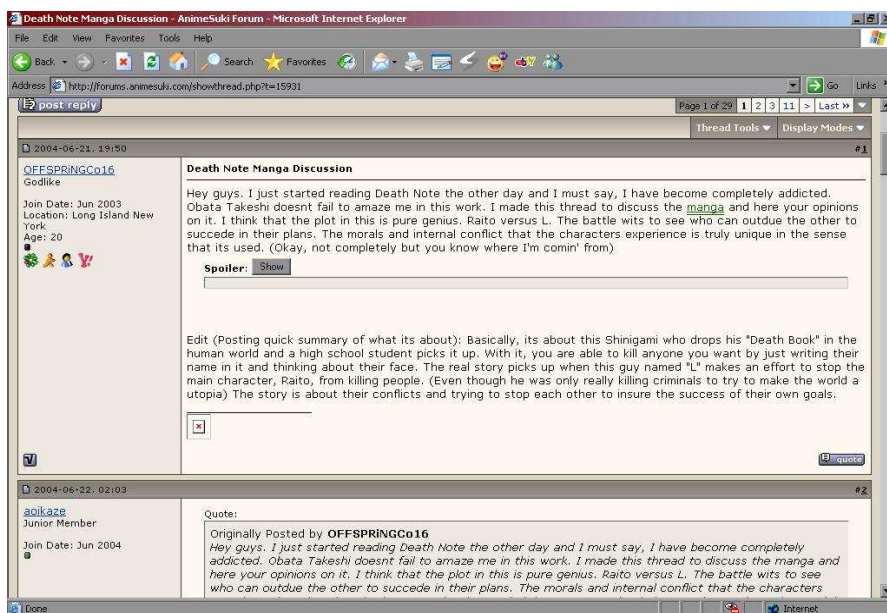 Death Note Manga Discussion - AnimeSuki Forum - Microsoft Internet Explorer
File Edit View Favorites Tools Help
Back Search Favorites
Address http://forums.animesuki.com/showthread.php?t=15931 Go Links
post reply Page 1 of 29 1 2 3 11 > Last »
Thread Tools Display Modes
2004-06-21, 19:50 #1
OFFSPRiNGCo16
Godlike
Join Date: Jun 2003
Location: Long Island New
York
Age: 20
Death Note Manga Discussion
Hey guys. I just started reading Death Note the other day and I must say, I have become completely addicted.
Obata Takeshi doesnt fail to amaze me in this work. I made this thread to discuss the manga and here your opinions
on it. I think that the plot in this is pure genius. Raito versus L. The battle wits to see who can outdue the other to
succede in their plans. The morals and internal conflict that the characters experience is truly unique in the sense
that its used. (Okay, not completely but you know where I'm comin' from)
Spoiler: Show
Edit (Posting quick summary of what its about): Basically, its about this Shinigami who drops his "Death Book" in the
human world and a high school student picks it up. With it, you are able to kill anyone you want by just writing their
name in it and thinking about their face. The real story picks up when this guy named "L" makes an effort to stop the
main character, Raito, from killing people. (Even though he was only really killing criminals to try to make the world a
utopia) The story is about their conflicts and trying to stop each other to insure the success of their own goals.
quote
2004-06-22, 02:03 #2
aoikaze
Junior Member
Join Date: Jun 2004
Quote:
Originally Posted by OFFSPRiNGCo16
Hey guys. I just started reading Death Note the other day and I must say, I have become completely
addicted. Obata Takeshi doesnt fail to amaze me in this work. I made this thread to discuss the manga and
here your opinions on it. I think that the plot in this is pure genius. Raito versus L. The battle wits to see
who can outdue the other to succede in their plans. The morals and internal conflict that the characters
Done Internet